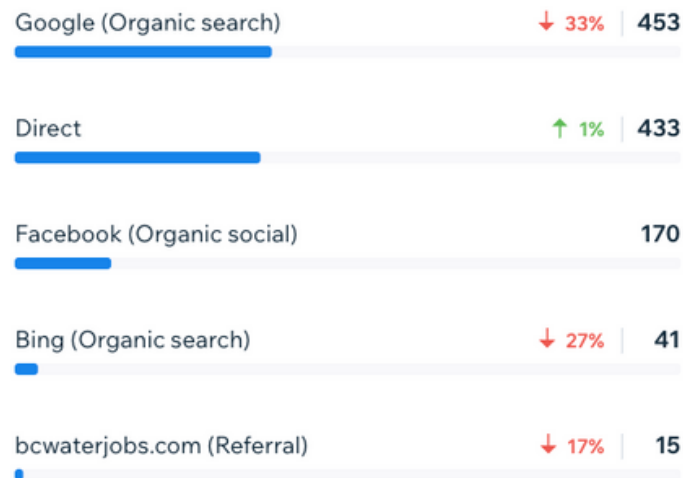 Google (Organic search) ↓ 33% 453
Direct ↑ 1% 433
Facebook (Organic social) 170
Bing (Organic search) ↓ 27% 41
bcwaterjobs.com (Referral) ↓ 17% 15